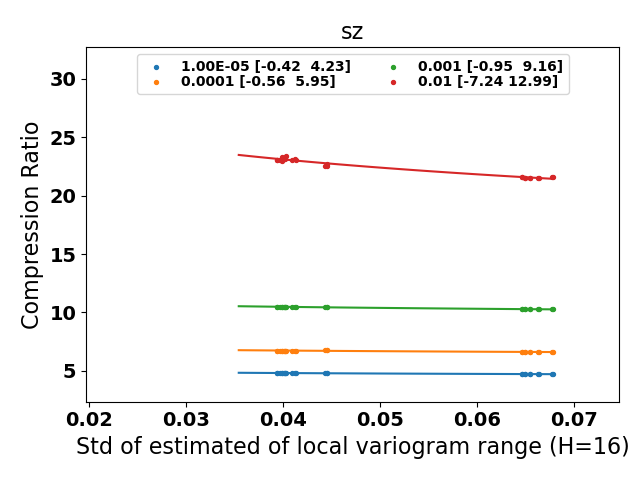 sz
1.00E-05 [-0.42  4.23]
0.0001 [-0.56  5.95]
0.001 [-0.95  9.16]
0.01 [-7.24 12.99]
Compression Ratio
30
25
20
15
10
5
0.02 0.03 0.04 0.05 0.06 0.07
Std of estimated of local variogram range (H=16)